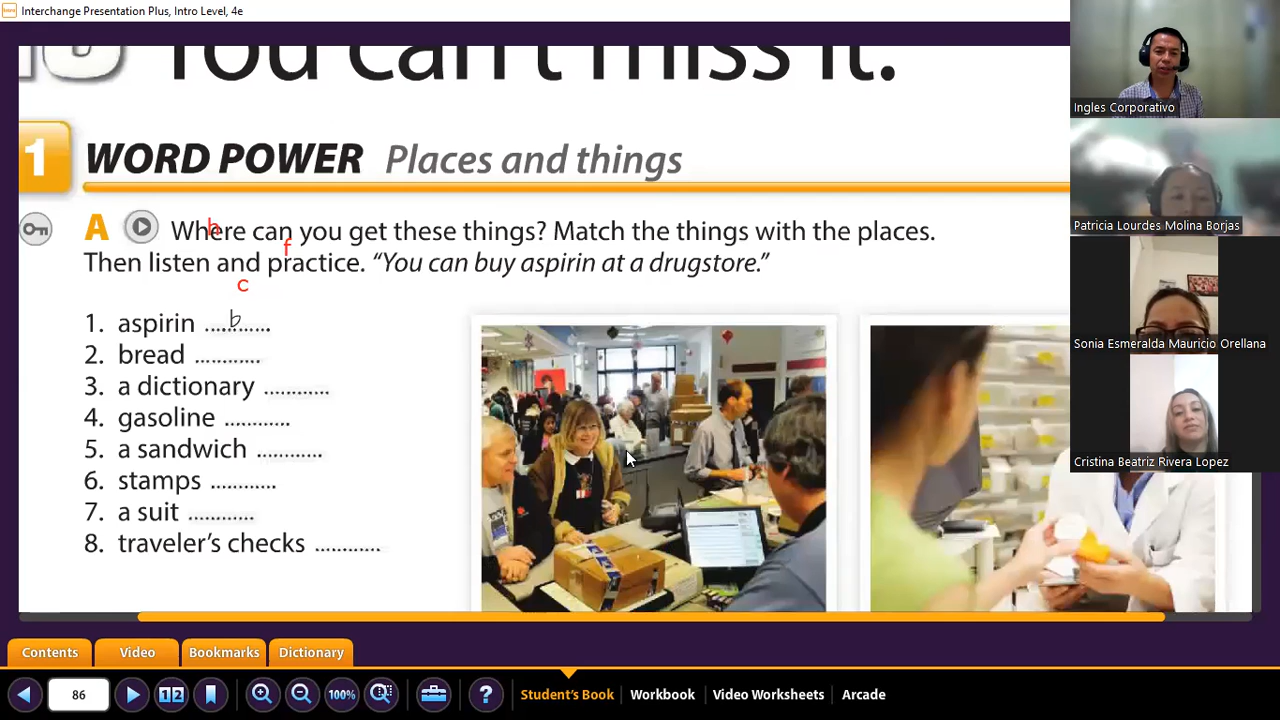 Interchange Presentation Plus, Intro Level, 4e
You can't miss it.
1 WORD POWER Places and things
A Where can you get these things? Match the things with the places.
h
f
Then listen and practice. "You can buy aspirin at a drugstore."
c
1. aspirin ............
b
2. bread ............
3. a dictionary ............
4. gasoline ............
5. a sandwich ............
6. stamps ............
7. a suit ............
8. traveler's checks ............
Ingles Corporativo
Patricia Lourdes Molina Borjas
Sonia Esmeralda Mauricio Orellana
Cristina Beatriz Rivera Lopez
Contents Video Bookmarks Dictionary
86 1 2 100% ? Student's Book Workbook Video Worksheets Arcade